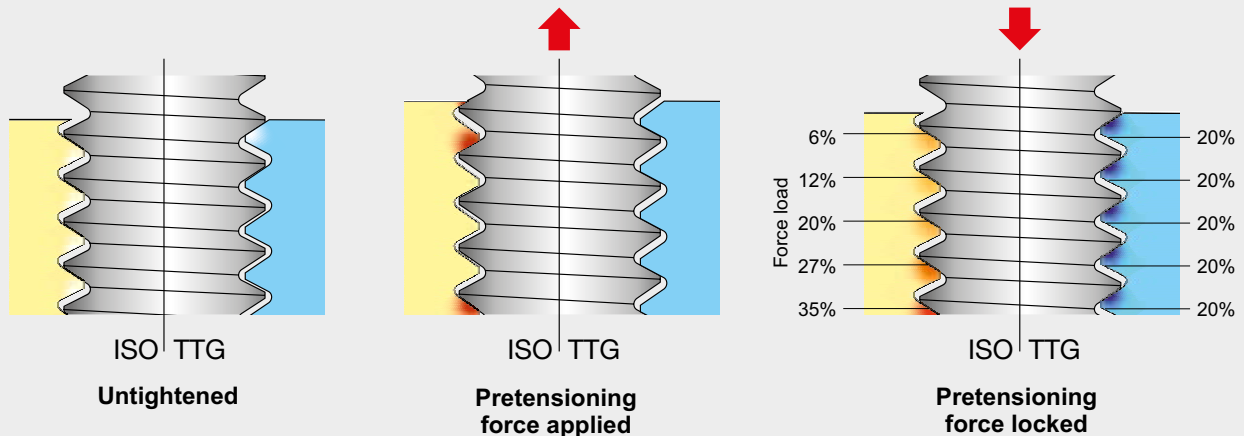 ISO TTG
Untightened
ISO TTG
Pretensioning
force applied
Force load
6%
12%
20%
27%
35%
20%
20%
20%
20%
20%
ISO TTG
Pretensioning
force locked